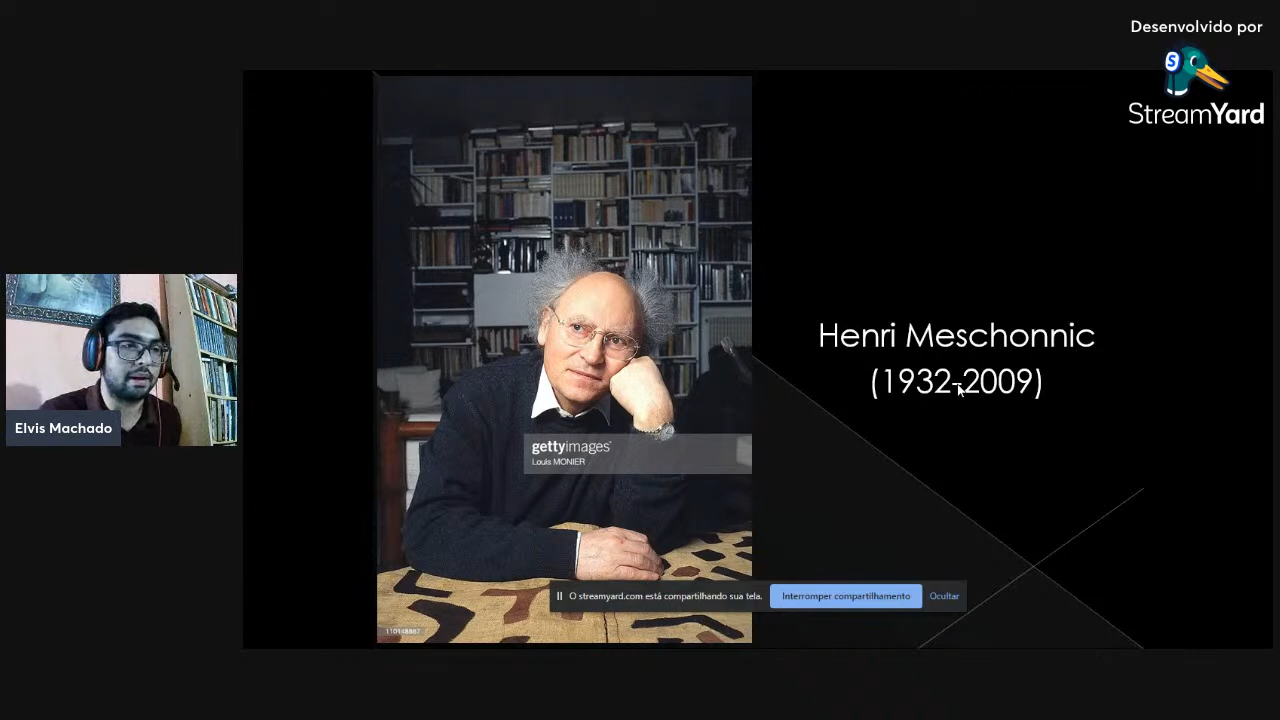 Desenvolvido por
S
StreamYard
Henri Meschonnic
(1932-2009)
Elvis Machado
gettyimages®
Louis MONIER
O streamyard.com está compartilhando sua tela.
Interromper compartilhamento
Ocultar
110148867